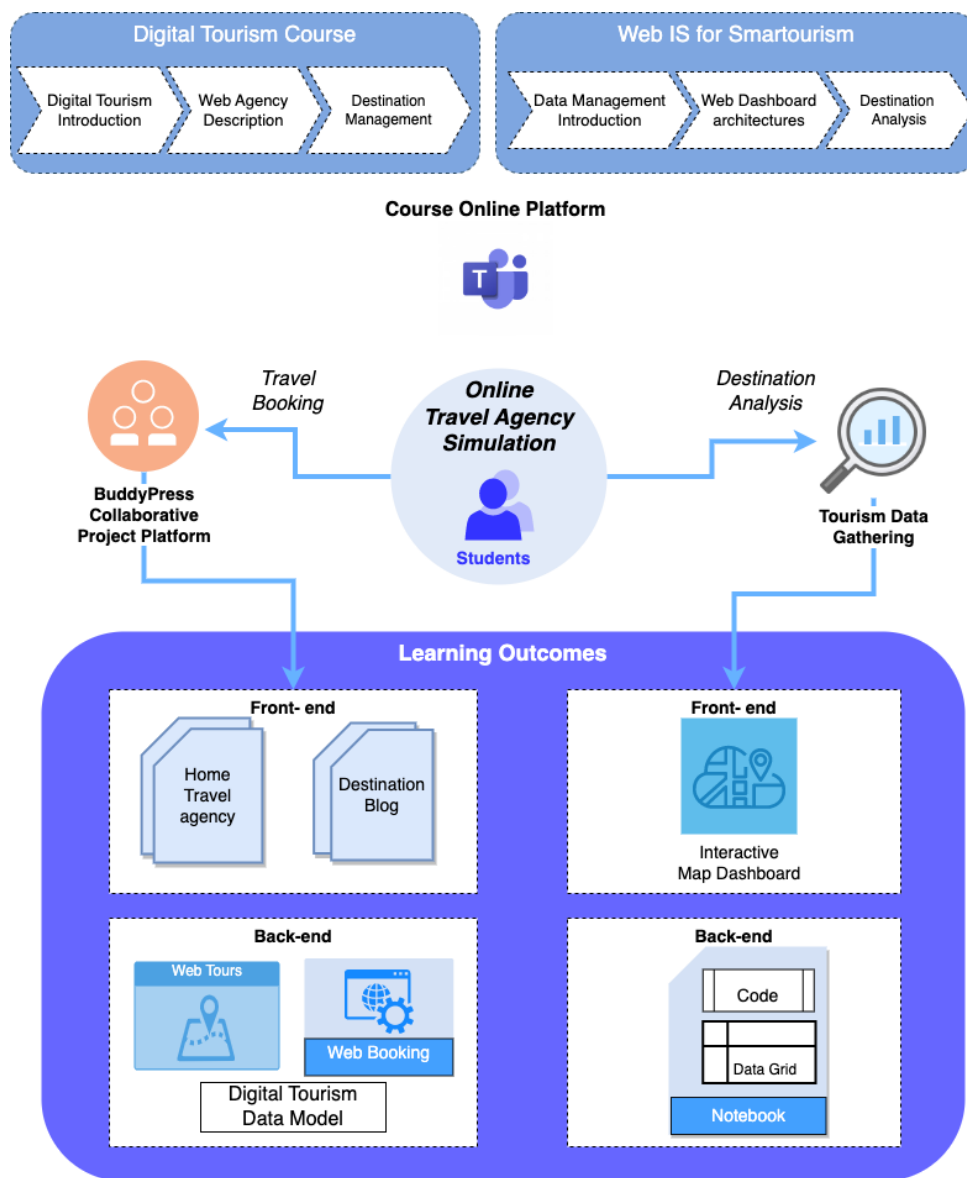 Digital Tourism Course
Digital Tourism
Introduction
Web Agency
Description
Destination
Management
Web IS for Smartourism
Data Management
Introduction
Web Dashboard
architectures
Destination
Analysis
Course Online Platform
T
Travel
Booking
Online
Travel Agency
Simulation
Students
Destination
Analysis
BuddyPress
Collaborative
Project Platform
Tourism Data
Gathering
Learning Outcomes
Front- end
Home
Travel
agency
Destination
Blog
Front- end
Interactive
Map Dashboard
Back-end
Web Tours
Web Booking
Digital Tourism
Data Model
Back-end
Code
Data Grid
Notebook